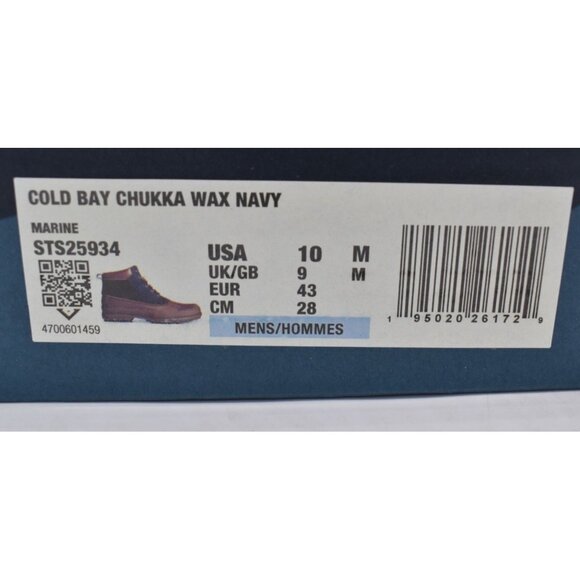 COLD BAY CHUKKA WAX NAVY
MARINE
STS25934
4700601459
USA 10 M
UK/GB 9 M
EUR 43
CM 28
MENS/HOMMES
1 95020 26172 9